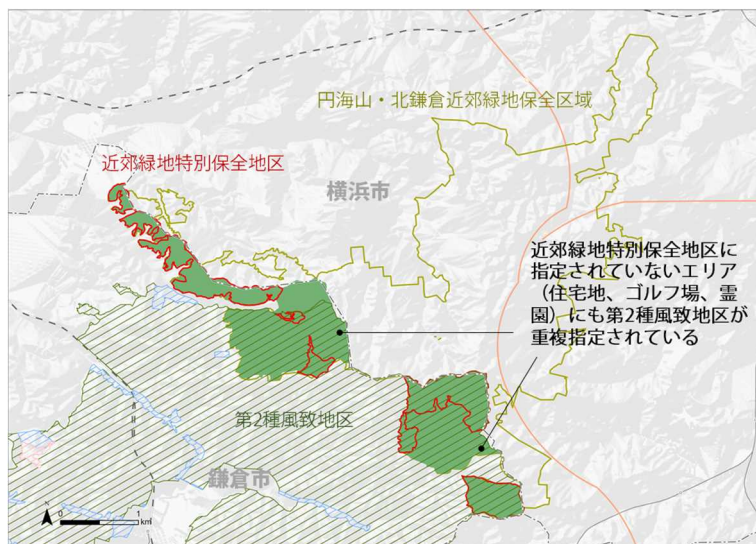 円海山・北鎌倉近郊緑地保全区域
近郊緑地特別保全地区
横浜市
近郊緑地特別保全地区に
指定されていないエリア
（住宅地、ゴルフ場、霊
園）にも第2種風致地区が
重複指定されている
第2種風致地区
鎌倉市
N
0 1
km